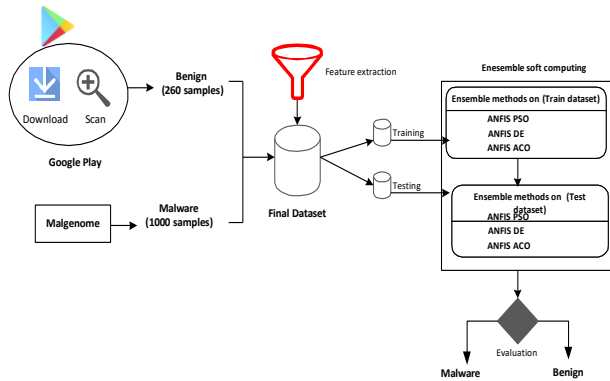 Download
Scan
Google Play
Benign
(260 samples)
Malgenome
Malware
(1000 samples)
Feature extraction
Final Dataset
Training
Testing
Enesemble soft computing
Ensemble methods on (Train dataset)
ANFIS PSO
ANFIS DE
ANFIS ACO
Ensemble methods on (Test
dataset)
ANFIS PSO
ANFIS DE
ANFIS ACO
Evaluation
Malware
Benign